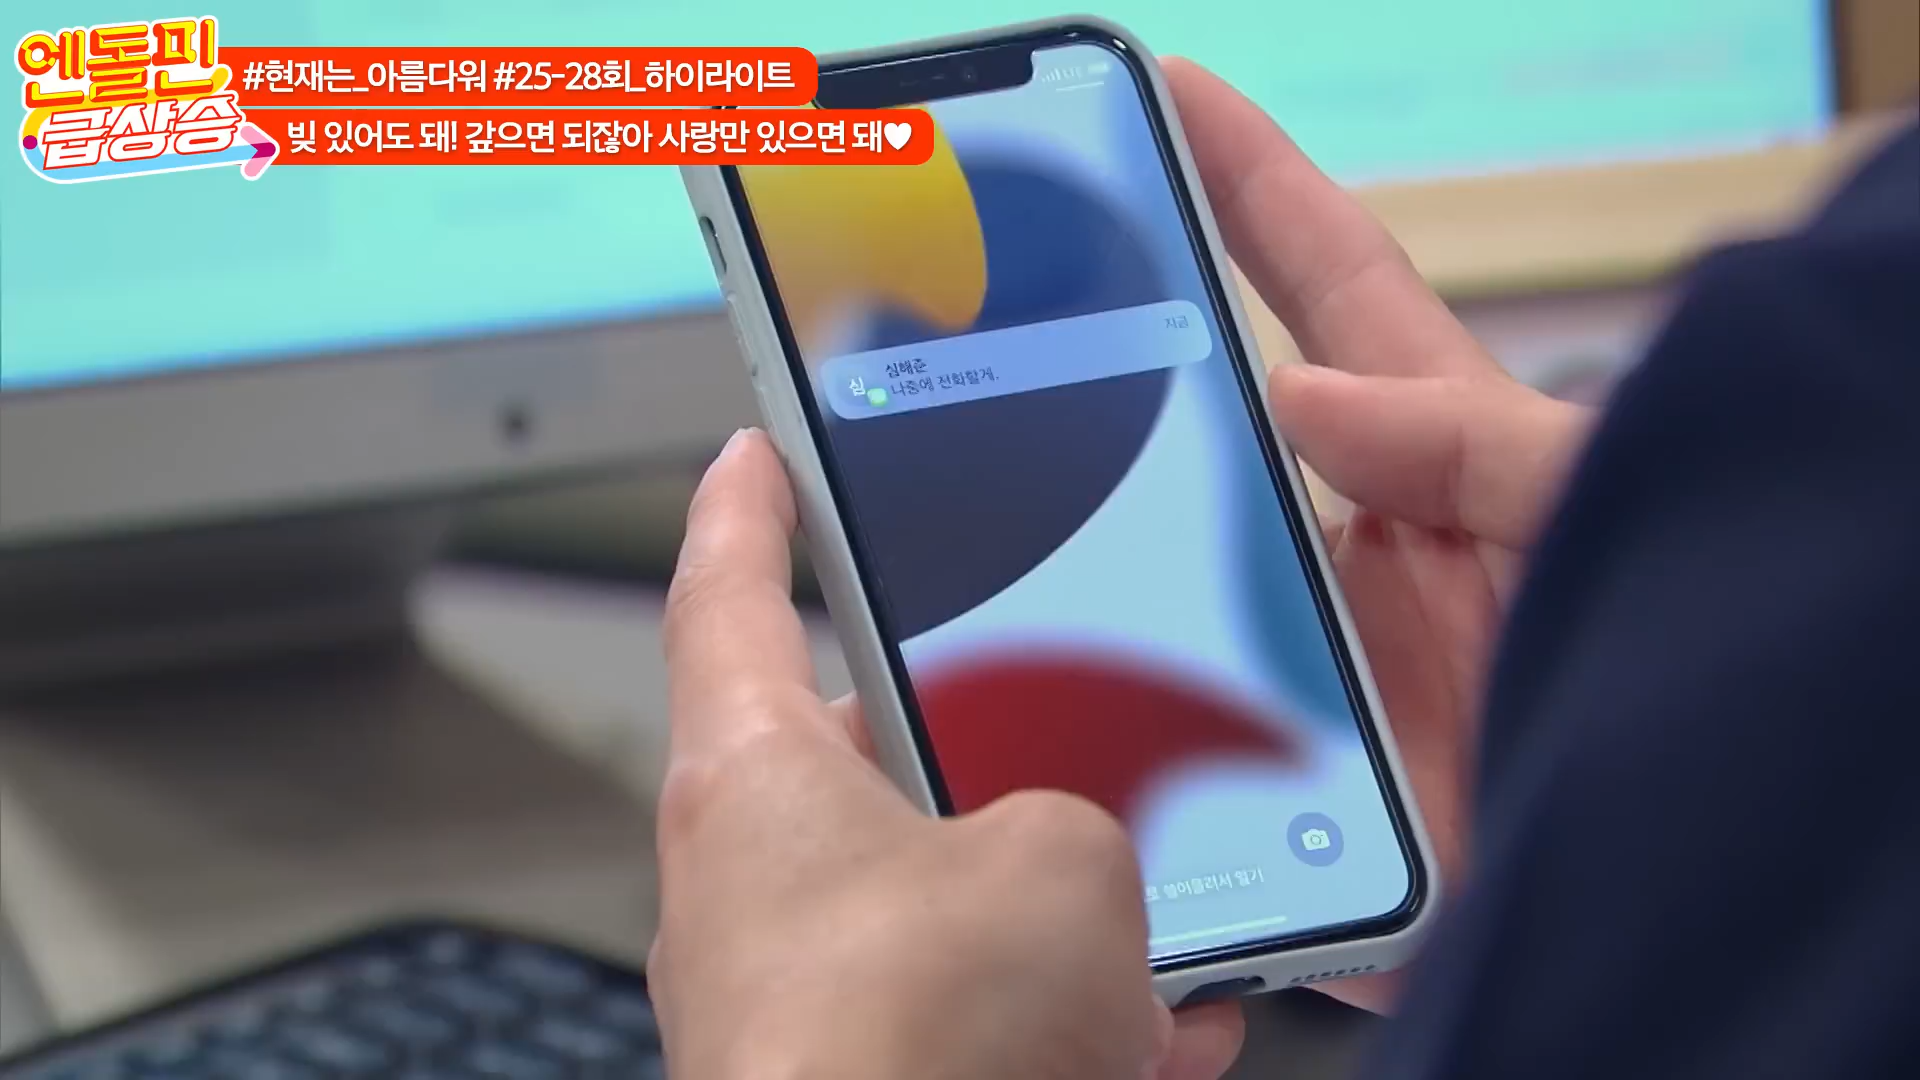 엔돌핀
급상승
#현재는_아름다워 #25-28회_하이라이트
빚 있어도 돼! 갚으면 되잖아 사랑만 있으면 돼♥
LTE
지금
심
심해준
나중에 전화할게.
로 쓸어올려서 열기